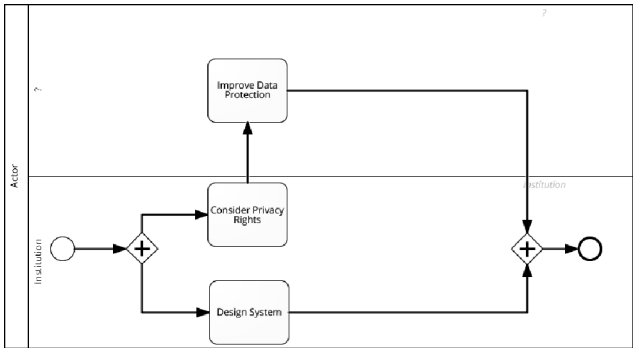 ?
?
Improve Data
Protection
Actor
Institution
Consider Privacy
Rights
Institution
Design System